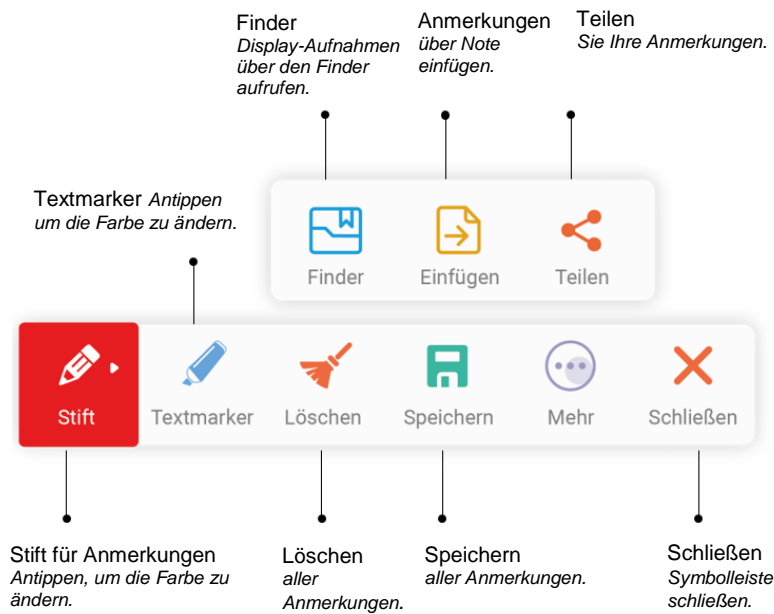 Finder
Display-Aufnahmen
über den Finder
aufrufen.
Anmerkungen
über Note
einfügen.
Teilen
Sie Ihre Anmerkungen.
Textmarker Antippen
um die Farbe zu ändern.
Finder
Einfügen
Teilen
Stift
Textmarker
Löschen
Speichern
Mehr
Schließen
Stift für Anmerkungen
Antippen, um die Farbe zu
ändern.
Löschen
aller
Anmerkungen.
Speichern
aller Anmerkungen.
Schließen
Symbolleiste
schließen.